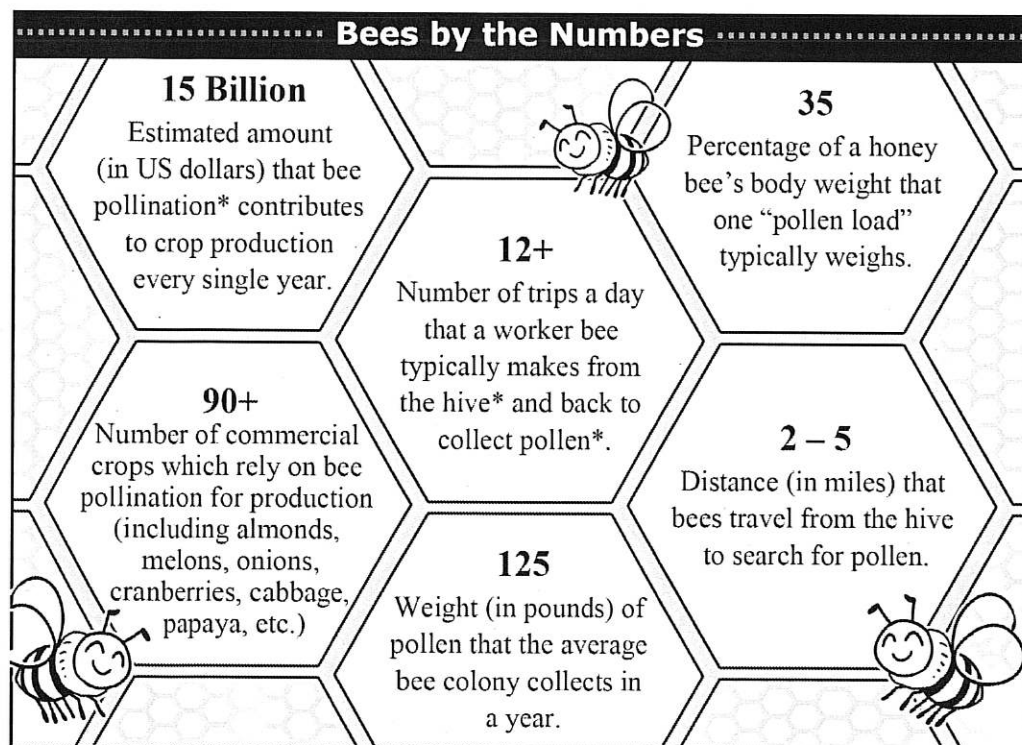 Bees by the Numbers
15 Billion
Estimated amount
(in US dollars) that bee
pollination* contributes
to crop production
every single year.
12+
Number of trips a day
that a worker bee
typically makes from
the hive* and back to
collect pollen*.
35
Percentage of a honey
bee's body weight that
one “pollen load”
typically weighs.
90+
Number of commercial
crops which rely on bee
pollination for production
(including almonds,
melons, onions,
cranberries, cabbage,
papaya, etc.)
125
Weight (in pounds) of
pollen that the average
bee colony collects in
a year.
2 – 5
Distance (in miles) that
bees travel from the hive
to search for pollen.